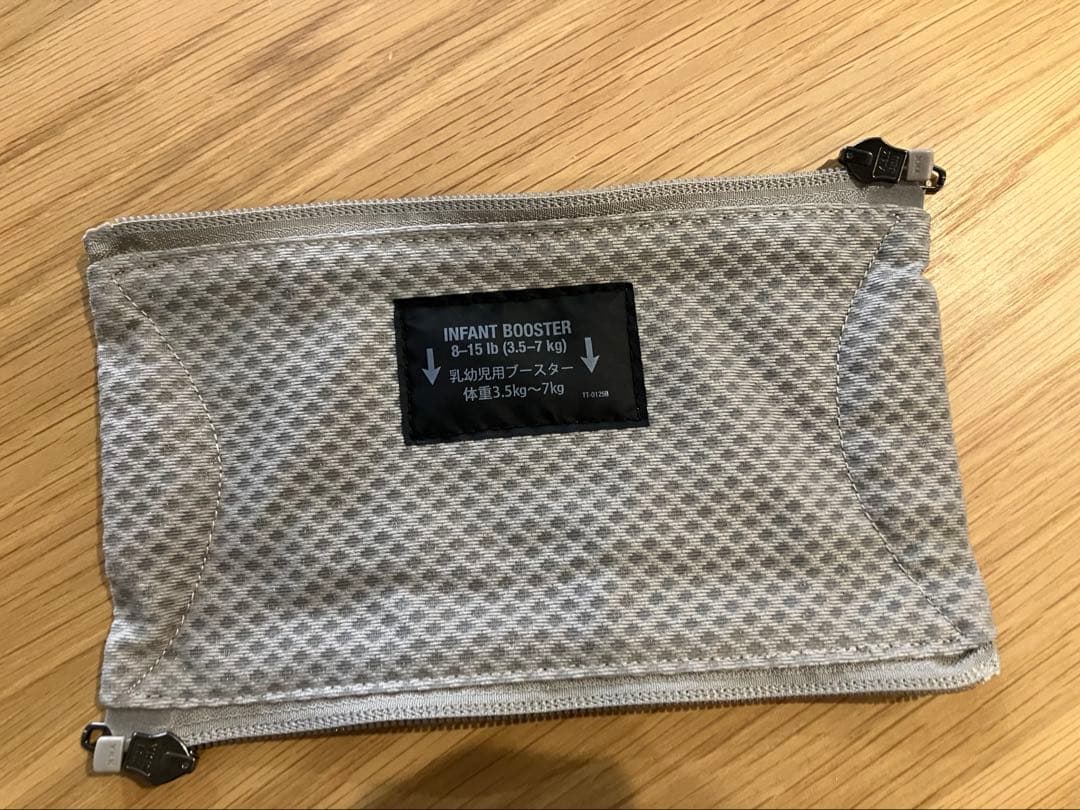 INFANT BOOSTER
8–15 lb (3.5–7 kg)
乳幼児用ブースター
体重3.5kg～7kg
TT-0125B